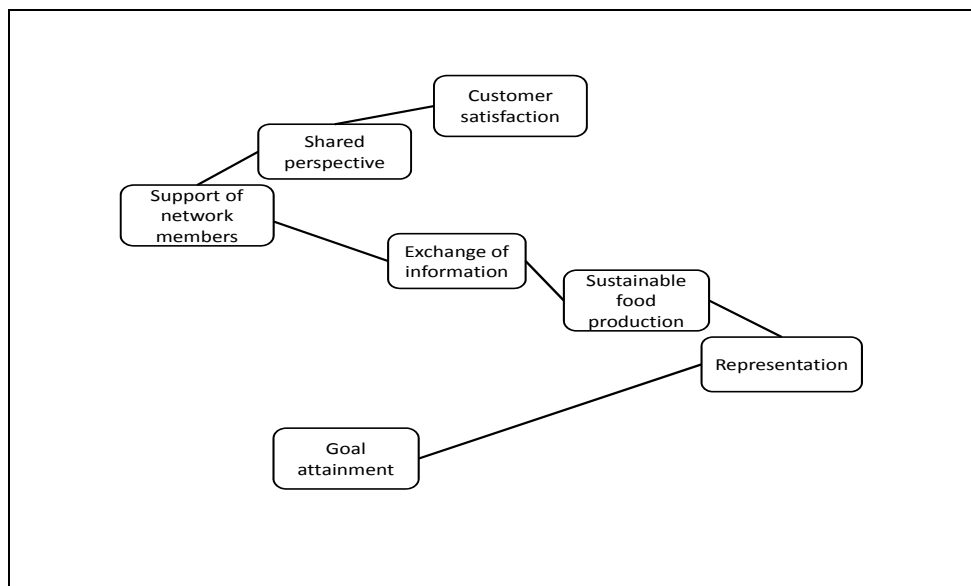 Customer
satisfaction
Shared
perspective
Support of
network
members
Exchange of
information
Sustainable
food
production
Representation
Goal
attainment